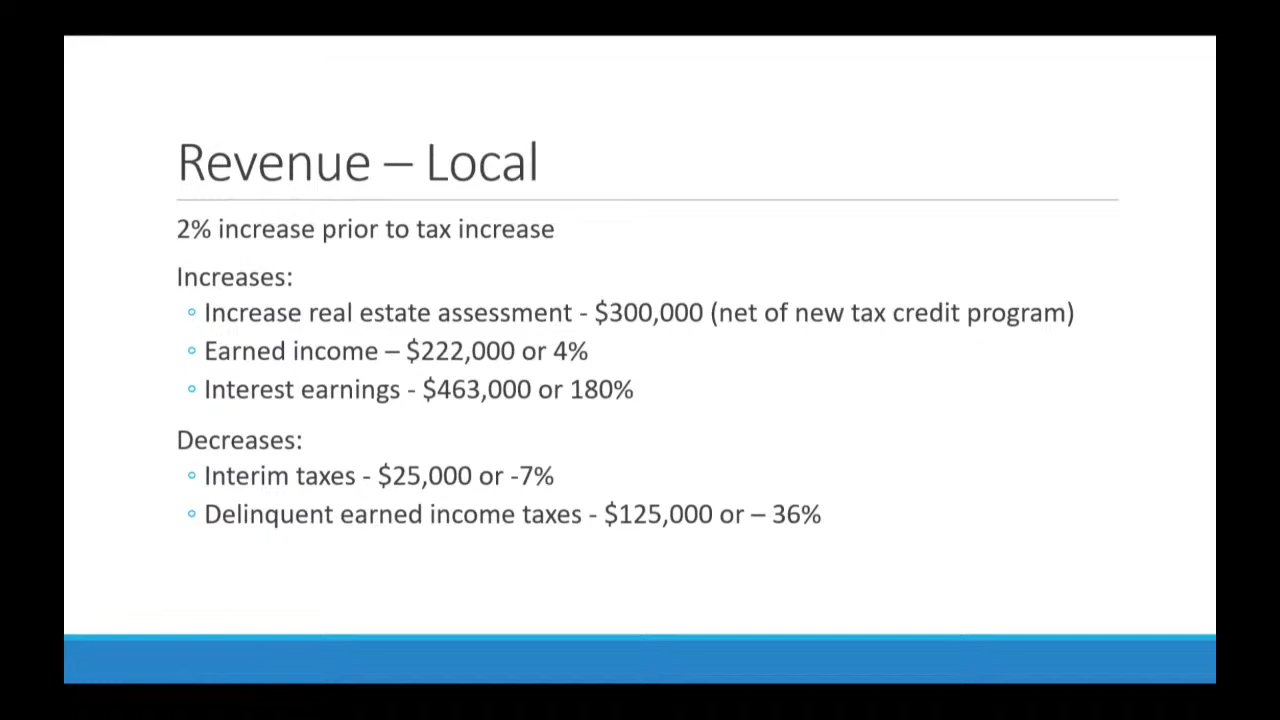 Revenue – Local
2% increase prior to tax increase
Increases:
◦ Increase real estate assessment - $300,000 (net of new tax credit program)
◦ Earned income – $222,000 or 4%
◦ Interest earnings - $463,000 or 180%
Decreases:
◦ Interim taxes - $25,000 or -7%
◦ Delinquent earned income taxes - $125,000 or – 36%